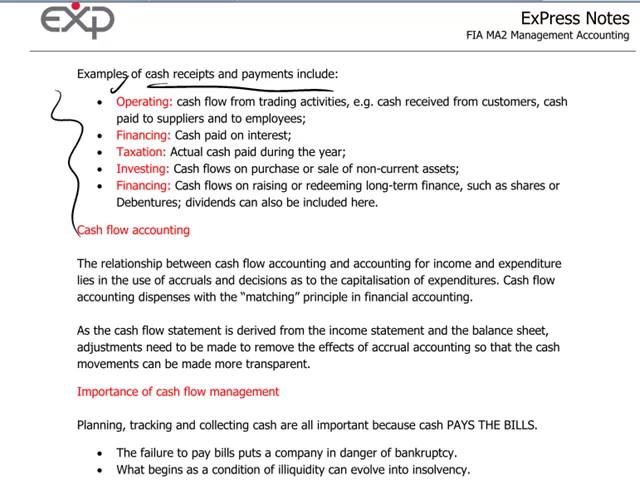 exp
ExPress Notes
FIA MA2 Management Accounting
Examples of cash receipts and payments include:
• Operating: cash flow from trading activities, e.g. cash received from customers, cash
paid to suppliers and to employees;
• Financing: Cash paid on interest;
• Taxation: Actual cash paid during the year;
• Investing: Cash flows on purchase or sale of non-current assets;
• Financing: Cash flows on raising or redeeming long-term finance, such as shares or
Debentures; dividends can also be included here.
Cash flow accounting
The relationship between cash flow accounting and accounting for income and expenditure
lies in the use of accruals and decisions as to the capitalisation of expenditures. Cash flow
accounting dispenses with the “matching” principle in financial accounting.
As the cash flow statement is derived from the income statement and the balance sheet,
adjustments need to be made to remove the effects of accrual accounting so that the cash
movements can be made more transparent.
Importance of cash flow management
Planning, tracking and collecting cash are all important because cash PAYS THE BILLS.
• The failure to pay bills puts a company in danger of bankruptcy.
• What begins as a condition of illiquidity can evolve into insolvency.